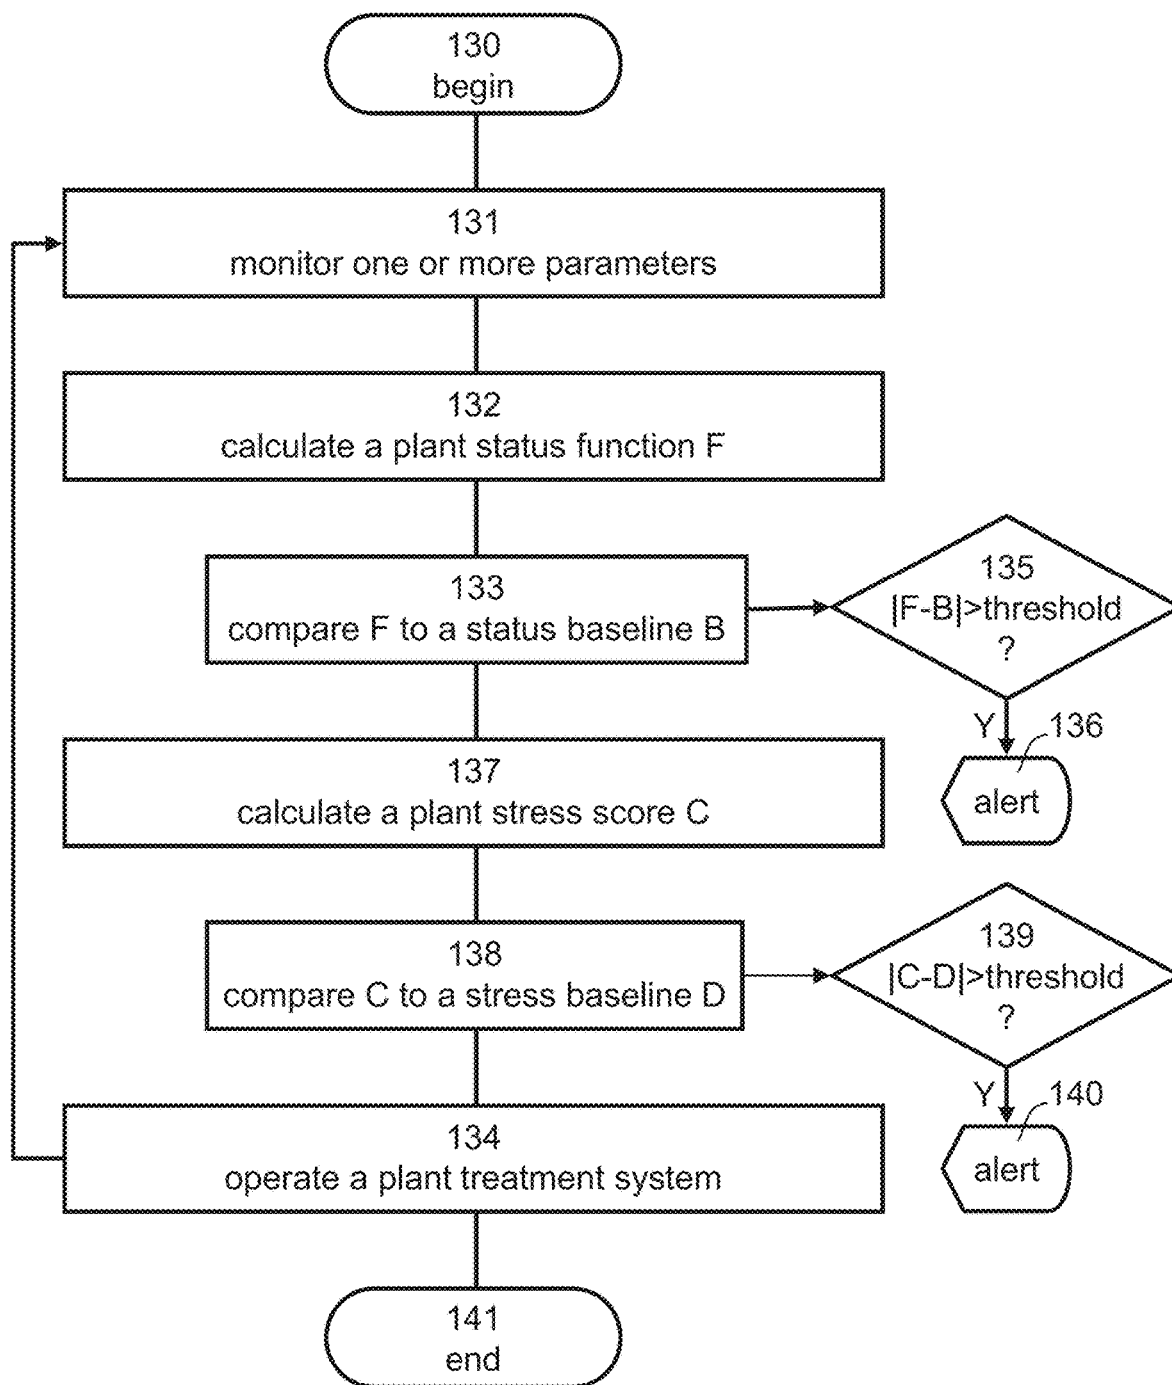 130
begin
131
monitor one or more parameters
132
calculate a plant status function F
133
compare F to a status baseline B
135
|F-B|>threshold
?
Y
136
alert
137
calculate a plant stress score C
138
compare C to a stress baseline D
139
|C-D|>threshold
?
Y
140
alert
134
operate a plant treatment system
141
end